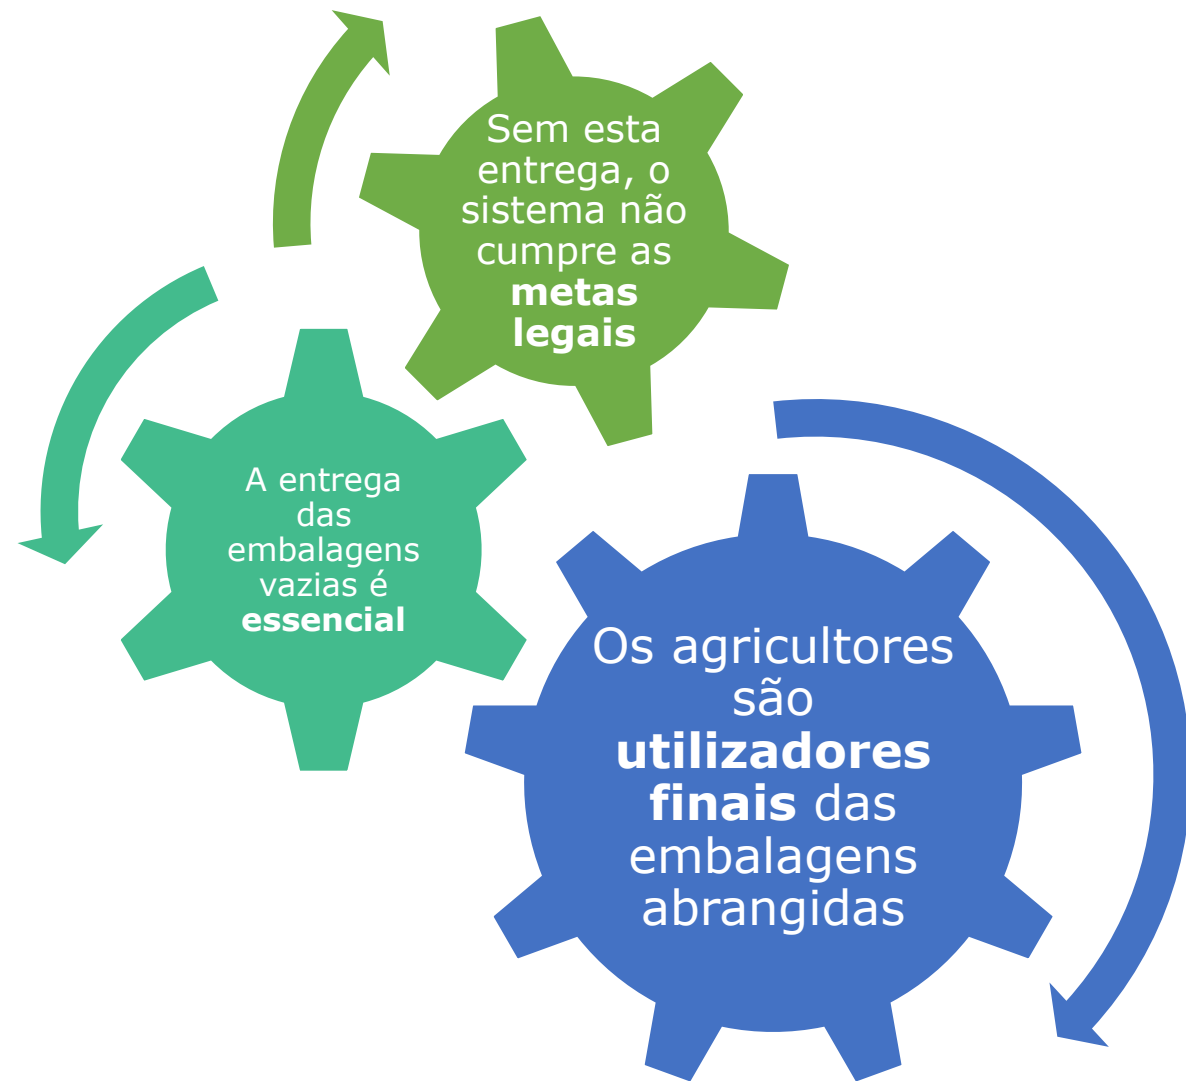 Sem esta
entrega, o
sistema não
cumpre as
metas
legais
A entrega
das
embalagens
vazias é
essencial
Os agricultores
são
utilizadores
finais das
embalagens
abrangidas